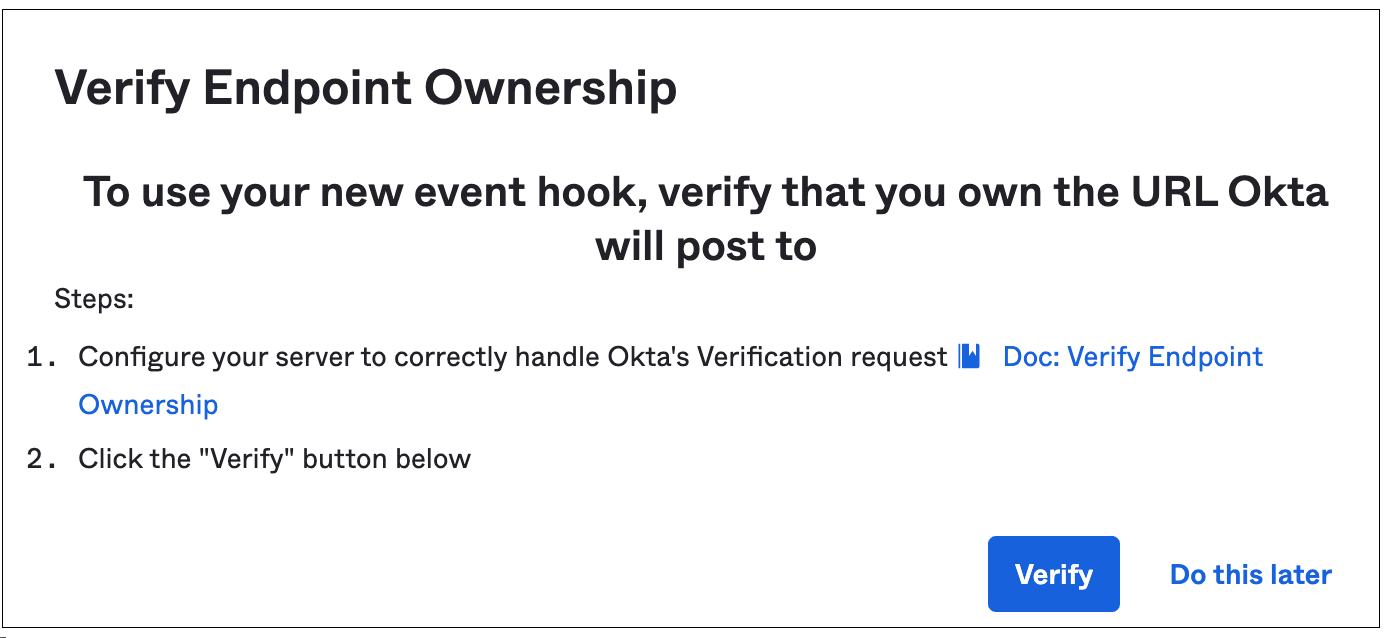 Verify Endpoint Ownership
To use your new event hook, verify that you own the URL Okta
will post to
Steps:
1. Configure your server to correctly handle Okta's Verification request Doc: Verify Endpoint
Ownership
2. Click the "Verify" button below
Verify Do this later